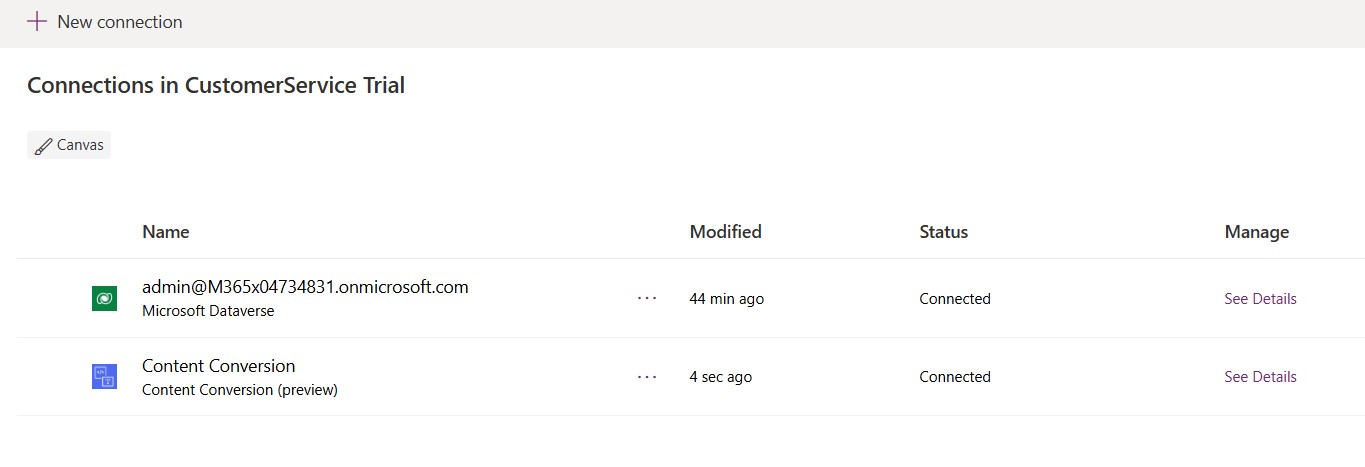 New connection
Connections in CustomerService Trial
Canvas
Name Modified Status Manage
admin@M365x04734831.onmicrosoft.com
Microsoft Dataverse
... 44 min ago Connected See Details
Content Conversion
Content Conversion (preview)
... 4 sec ago Connected See Details